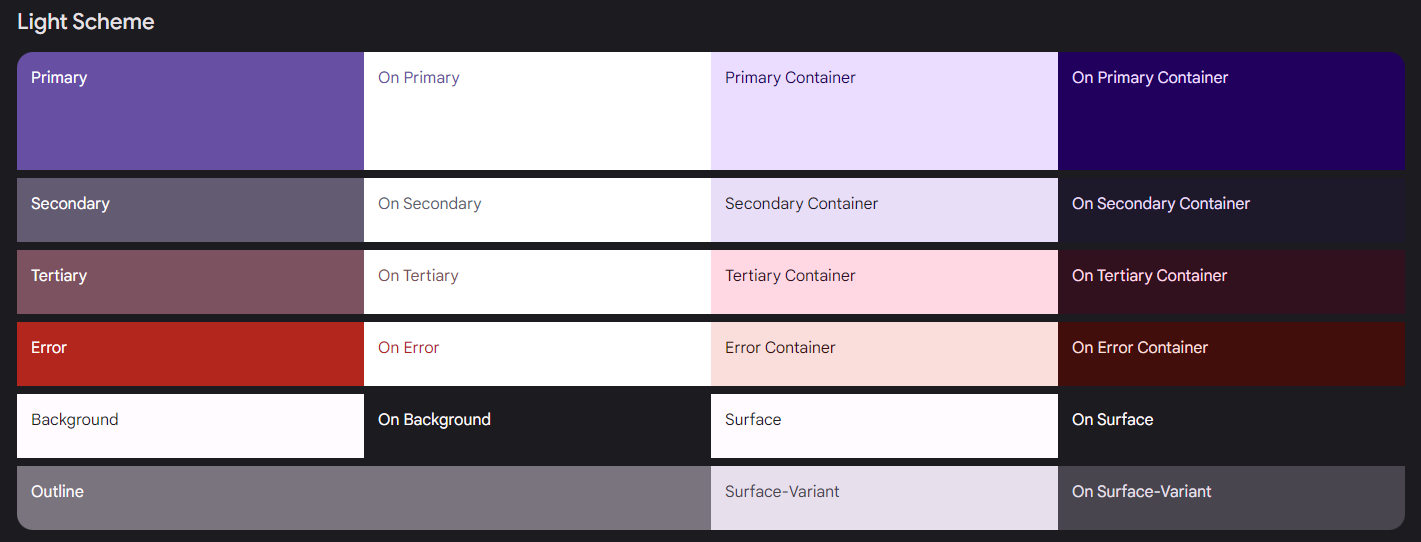 Light Scheme
Primary
On Primary
Primary Container
On Primary Container
Secondary
On Secondary
Secondary Container
On Secondary Container
Tertiary
On Tertiary
Tertiary Container
On Tertiary Container
Error
On Error
Error Container
On Error Container
Background
On Background
Surface
On Surface
Outline
Surface-Variant
On Surface-Variant